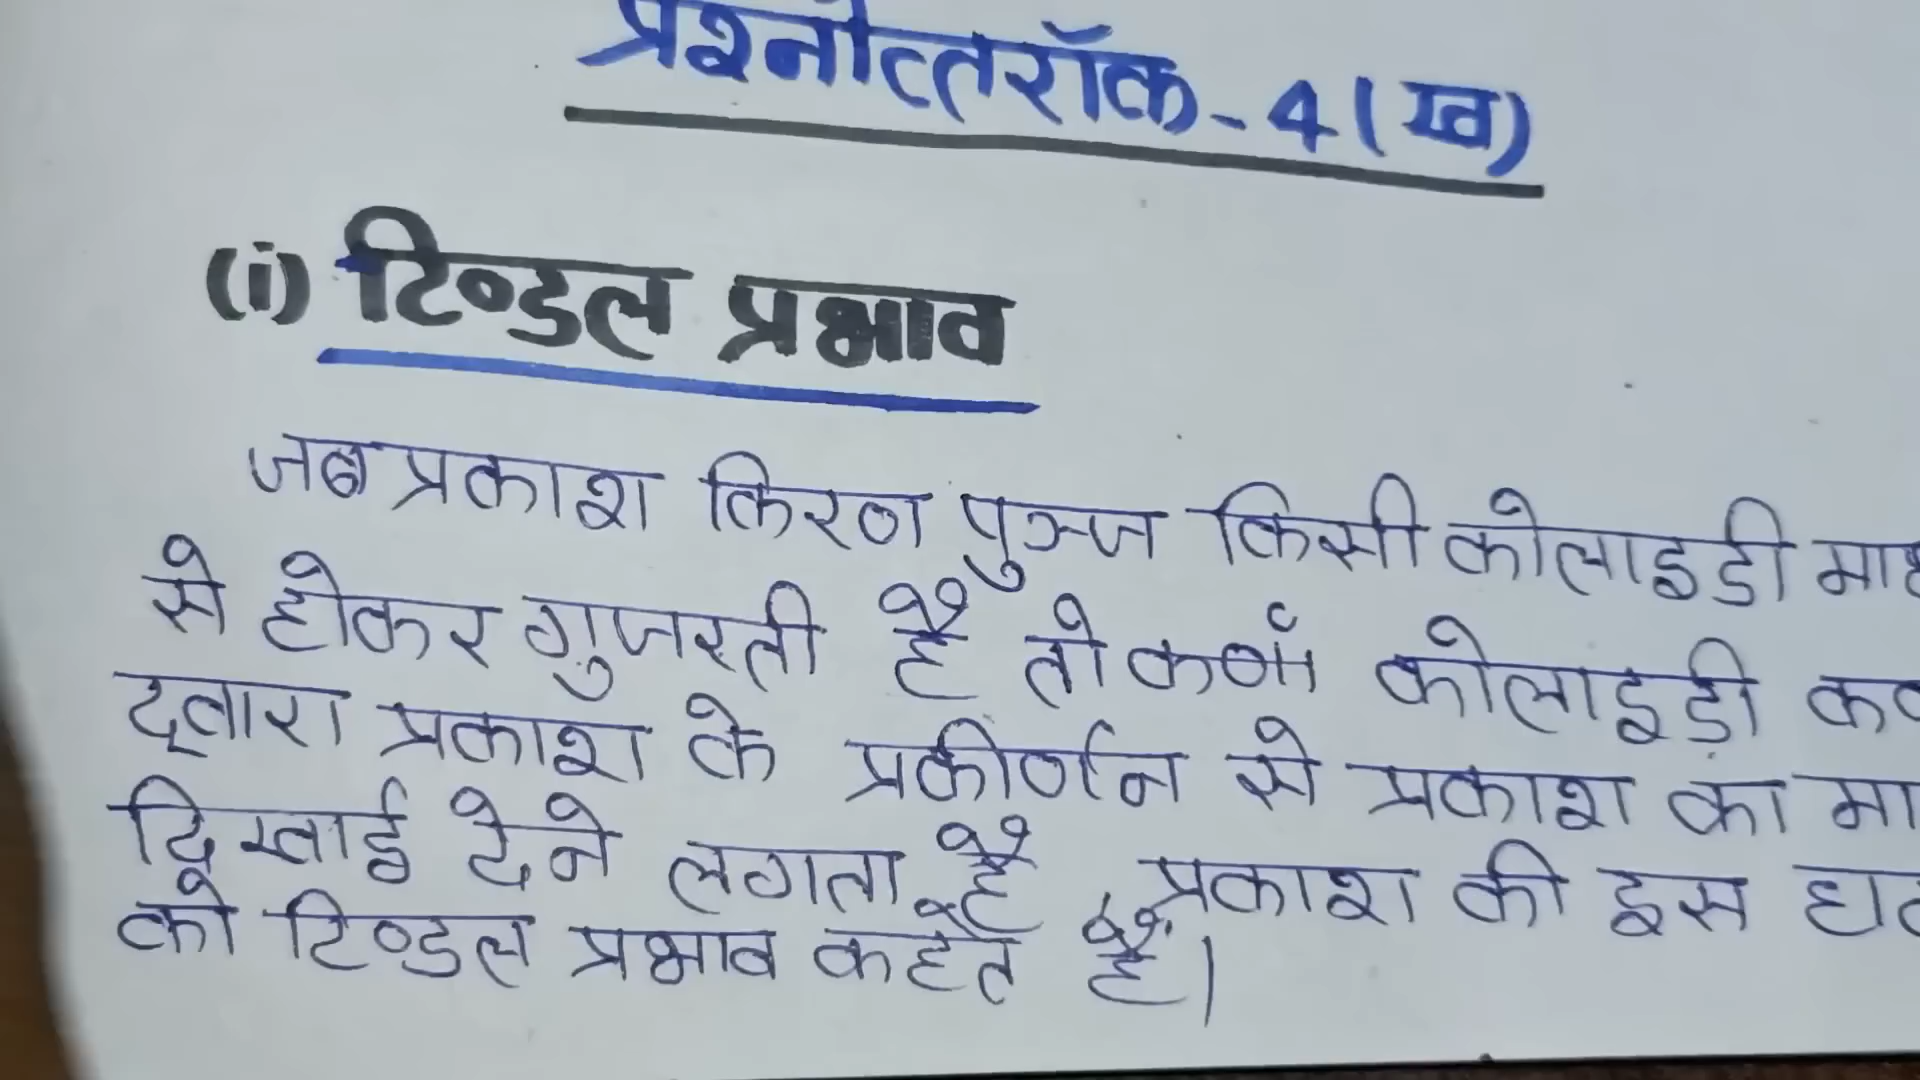 प्रश्नोत्तरॉक-4(ख)
(i) टिण्डल प्रभाव
जब प्रकाश किरण पुञ्ज किसी कोलाइडी
से होकर गुजरती है तो कणों कोलाइडी
द्वारा प्रकाश के प्रकीर्णन से प्रकाश का
दिखाई देने लगता है, प्रकाश की इस
को टिण्डल प्रभाव कहते हैं।